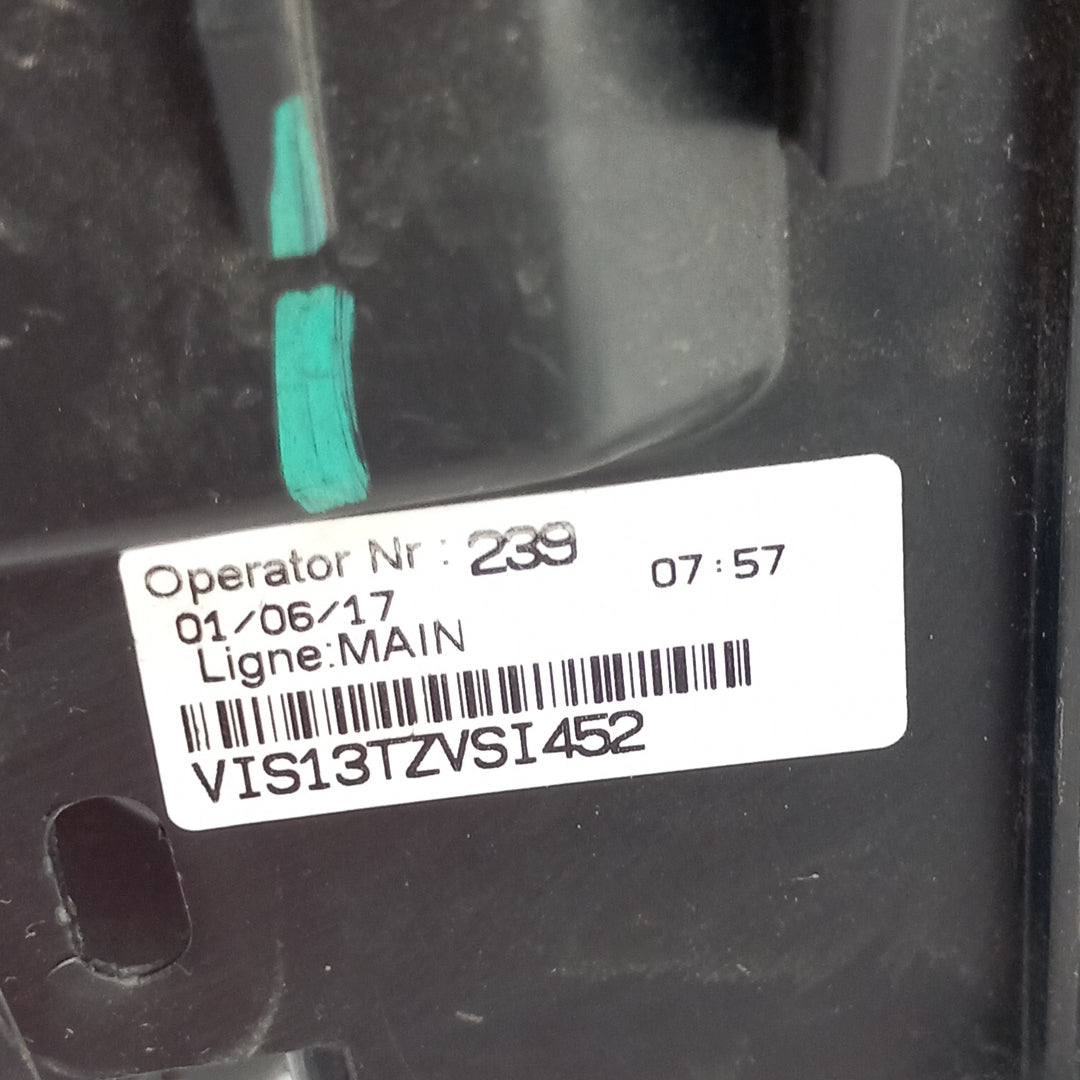 Operator Nr : 239 07:57
01/06/17
Ligne:MAIN
VIS13TZVSI452